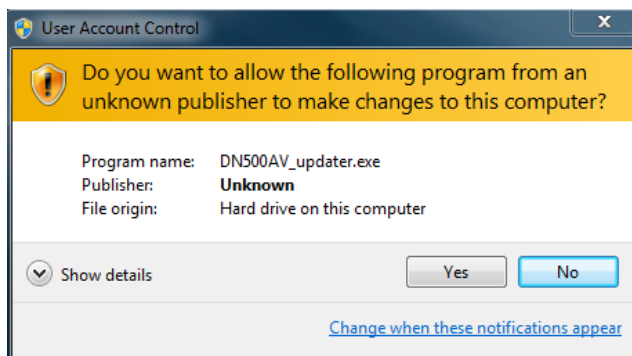 User Account Control
Do you want to allow the following program from an
unknown publisher to make changes to this computer?
Program name: DN500AV_updater.exe
Publisher: Unknown
File origin: Hard drive on this computer
Show details
Yes No
Change when these notifications appear